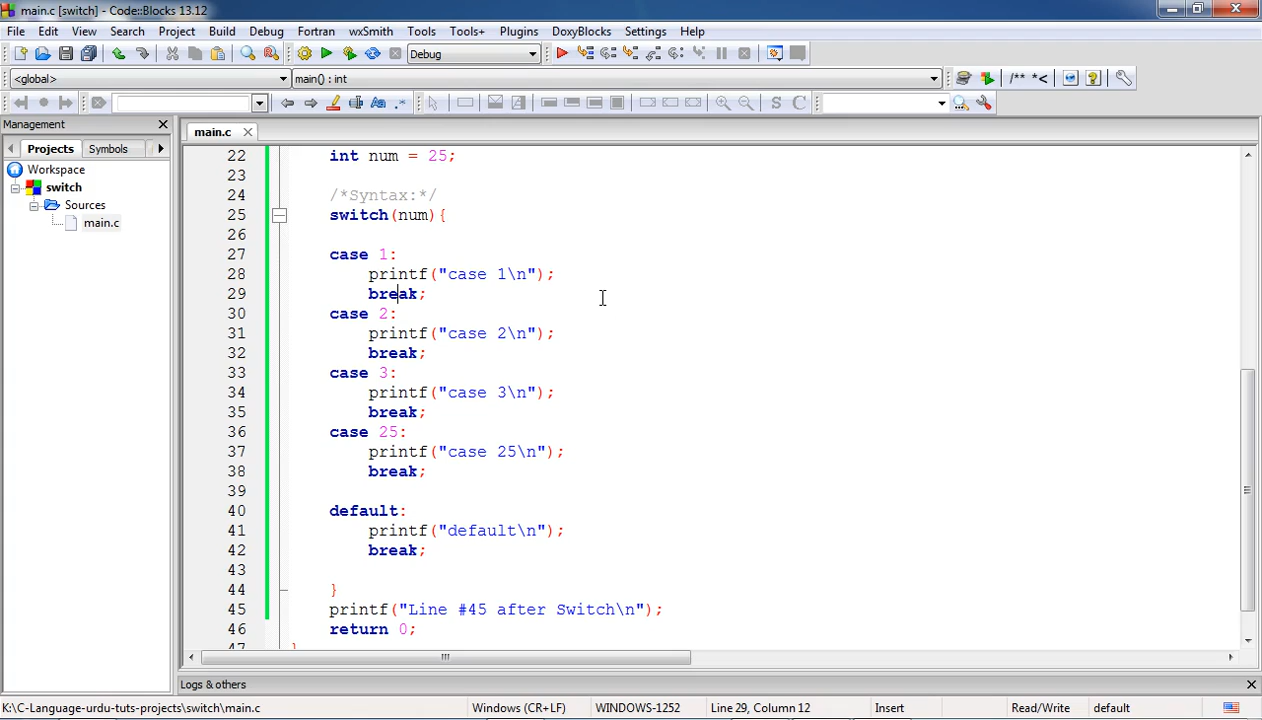 main.c [switch] - Code::Blocks 13.12
File Edit View Search Project Build Debug Fortran wxSmith Tools Tools+ Plugins DoxyBlocks Settings Help
Debug
<global> main() : int /** *<
S C
Management
Projects Symbols
Workspace
switch
Sources
main.c
main.c
22 int num = 25;
23
24 /*Syntax:*/
25 switch(num){
26
27 case 1:
28 printf("case 1\n");
29 break;
30 case 2:
31 printf("case 2\n");
32 break;
33 case 3:
34 printf("case 3\n");
35 break;
36 case 25:
37 printf("case 25\n");
38 break;
39
40 default:
41 printf("default\n");
42 break;
43
44 }
45 printf("Line #45 after Switch\n");
46 return 0;
47 }
Logs & others
K:\C-Language-urdu-tuts-projects\switch\main.c Windows (CR+LF) WINDOWS-1252 Line 29, Column 12 Insert Read/Write default